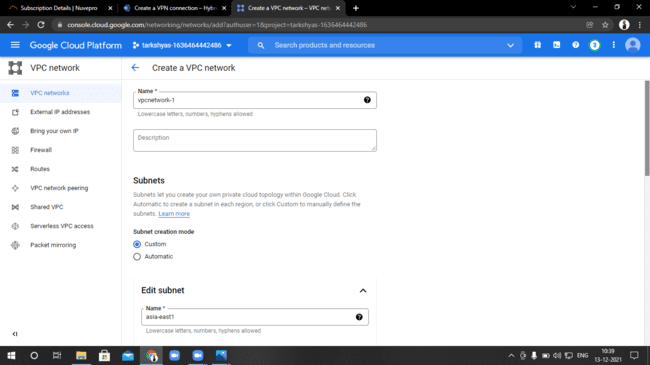 Subscription Details | Nuvepro
Create a VPN connection – Hybri
Create a VPC network – VPC net
console.cloud.google.com/networking/networks/add?authuser=1&project=tarkshyas-1636464442486
Google Cloud Platform
tarkshyas-1636464442486
Search products and resources
3
VPC network
Create a VPC network
VPC networks
External IP addresses
Bring your own IP
Firewall
Routes
VPC network peering
Shared VPC
Serverless VPC access
Packet mirroring
Name *
vpcnetwork-1
Lowercase letters, numbers, hyphens allowed
Description
Subnets
Subnets let you create your own private cloud topology within Google Cloud. Click
Automatic to create a subnet in each region, or click Custom to manually define the
subnets. Learn more
Subnet creation mode
Custom
Automatic
Edit subnet
Name *
asia-east1
Lowercase letters, numbers, hyphens allowed
ENG
10:39
13-12-2021